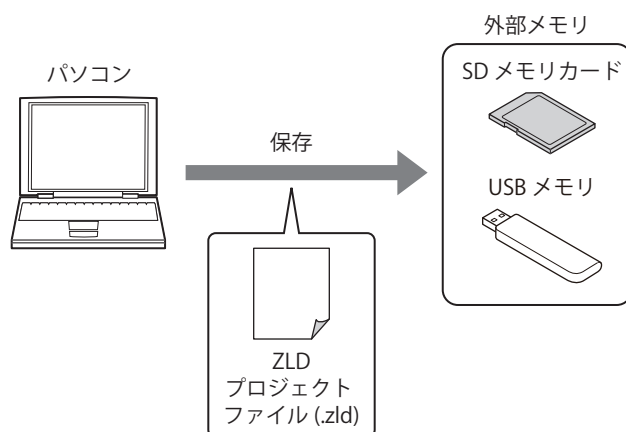 外部メモリ
パソコン
SD メモリカード
保存
USB メモリ
ZLD
プロジェクト
ファイル (.zld)